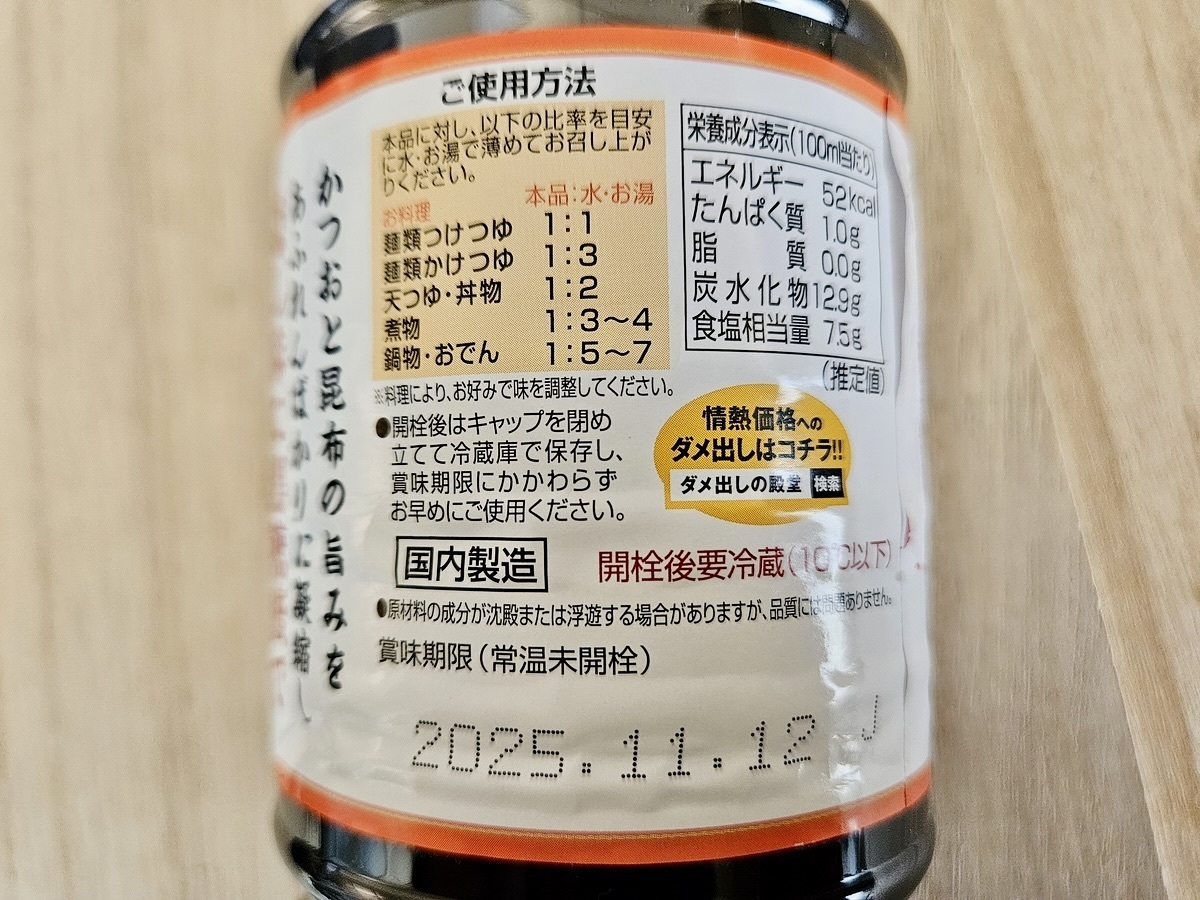 ご使用方法
本品に対し、以下の比率を目安
に水・お湯で薄めてお召し上が
りください。
お料理 本品:水・お湯
麺類つけつゆ 1:1
麺類かけつゆ 1:3
天つゆ・丼物 1:2
煮物 1:3〜4
鍋物・おでん 1:5〜7
※料理により、お好みで味を調整してください。
●開栓後はキャップを閉め
立てて冷蔵庫で保存し、
賞味期限にかかわらず
お早めにご使用ください。
国内製造
開栓後要冷蔵(10℃以下)
●原材料の成分が沈殿または浮遊する場合がありますが、品質には問題ありません。
賞味期限(常温未開栓)
2025.11.12 J
栄養成分表示(100ml当たり)
エネルギー 52kcal
たんぱく質 1.0g
脂質 0.0g
炭水化物 12.9g
食塩相当量 7.5g
(推定値)
情熱価格への
ダメ出しはコチラ!!
ダメ出しの殿堂 検索
かつおと昆布の旨みを
あふれんばかりに凝縮し